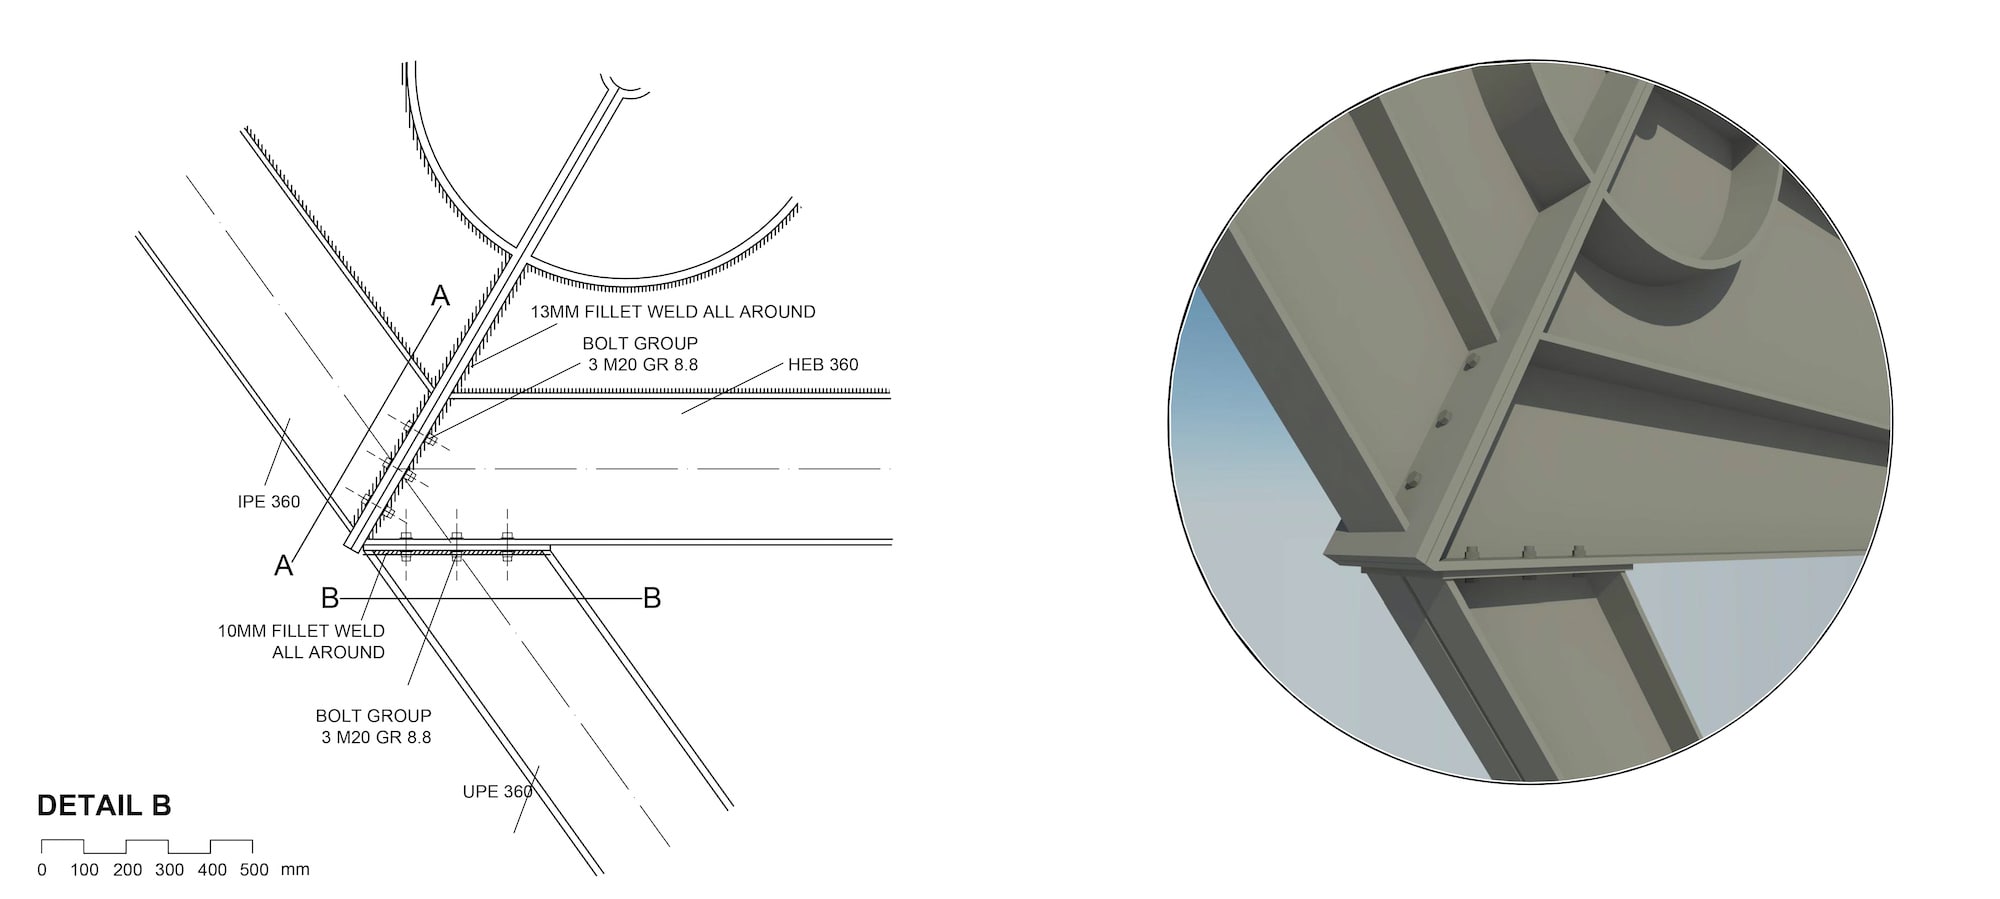 A
13MM FILLET WELD ALL AROUND
BOLT GROUP
3 M20 GR 8.8
HEB 360
IPE 360
A
B
B
10MM FILLET WELD
ALL AROUND
BOLT GROUP
3 M20 GR 8.8
UPE 360
DETAIL B
0 100 200 300 400 500 mm